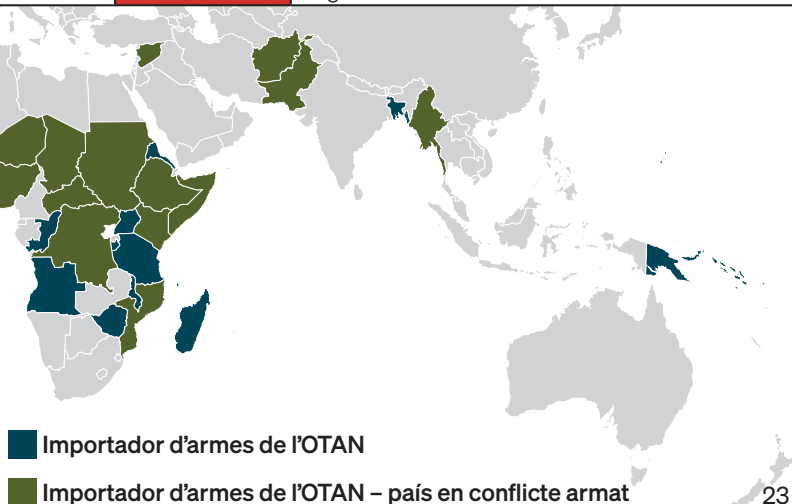 Importador d'armes de l'OTAN
Importador d'armes de l'OTAN – país en conflicte armat
23